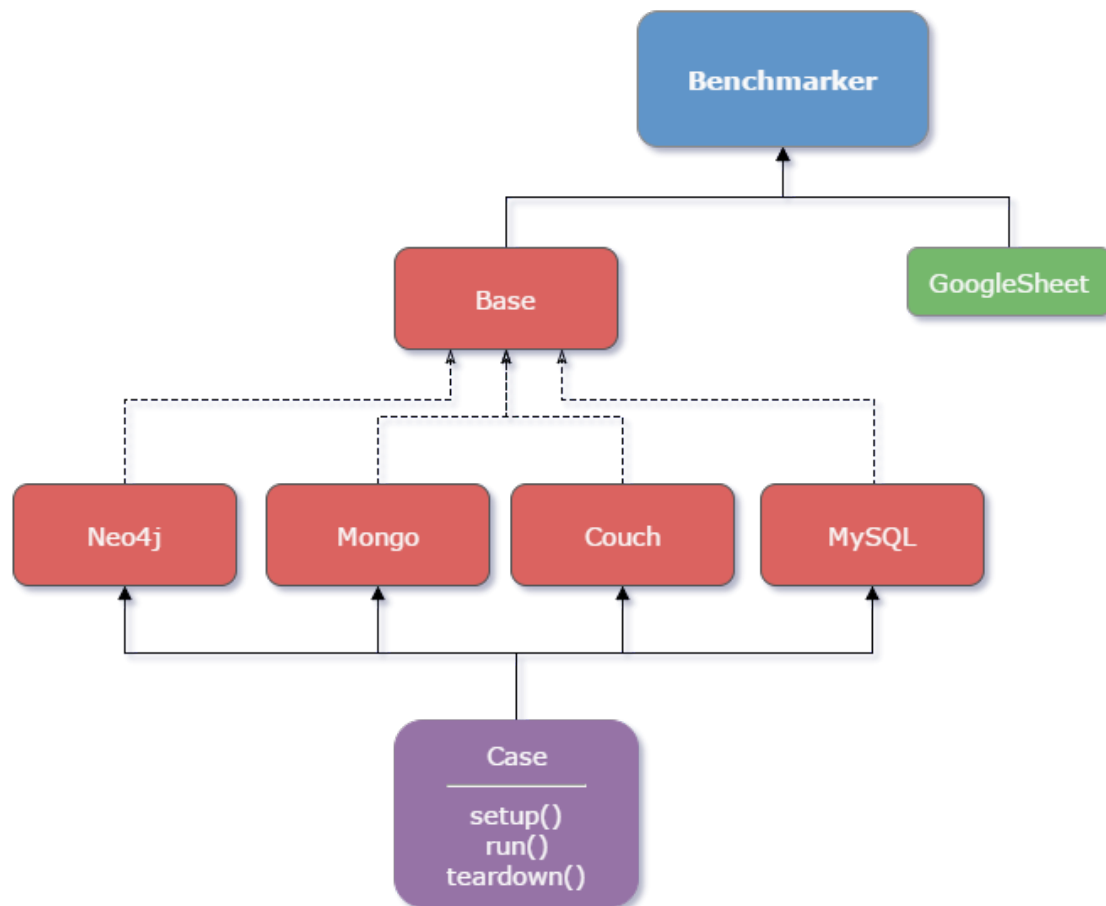 Benchmarker
Base
GoogleSheet
Neo4j
Mongo
Couch
MySQL
Case
setup()
run()
teardown()